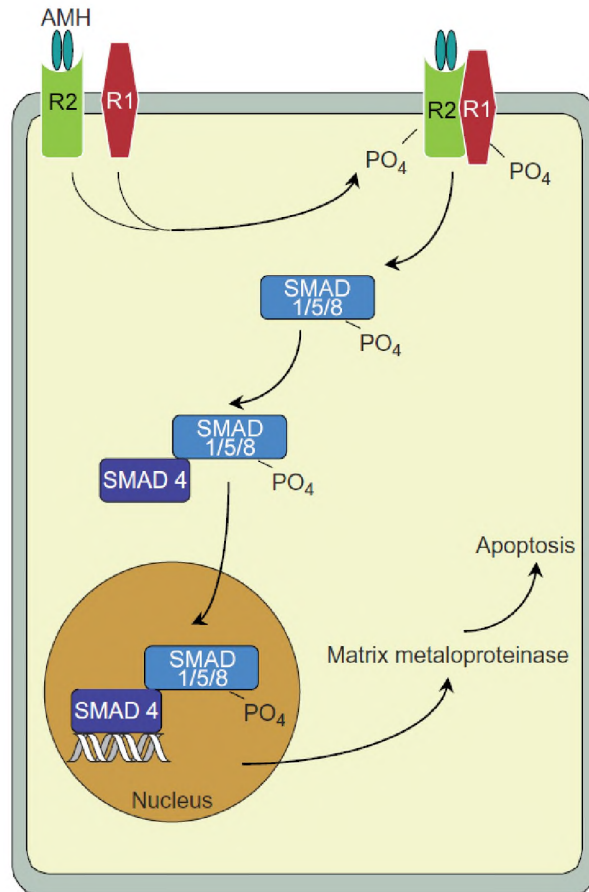 AMH
R2
R1
R2
R1
PO4
PO4
SMAD
1/5/8
PO4
SMAD
1/5/8
SMAD 4
PO4
Apoptosis
Matrix metaloproteinase
SMAD
1/5/8
SMAD 4
PO4
Nucleus